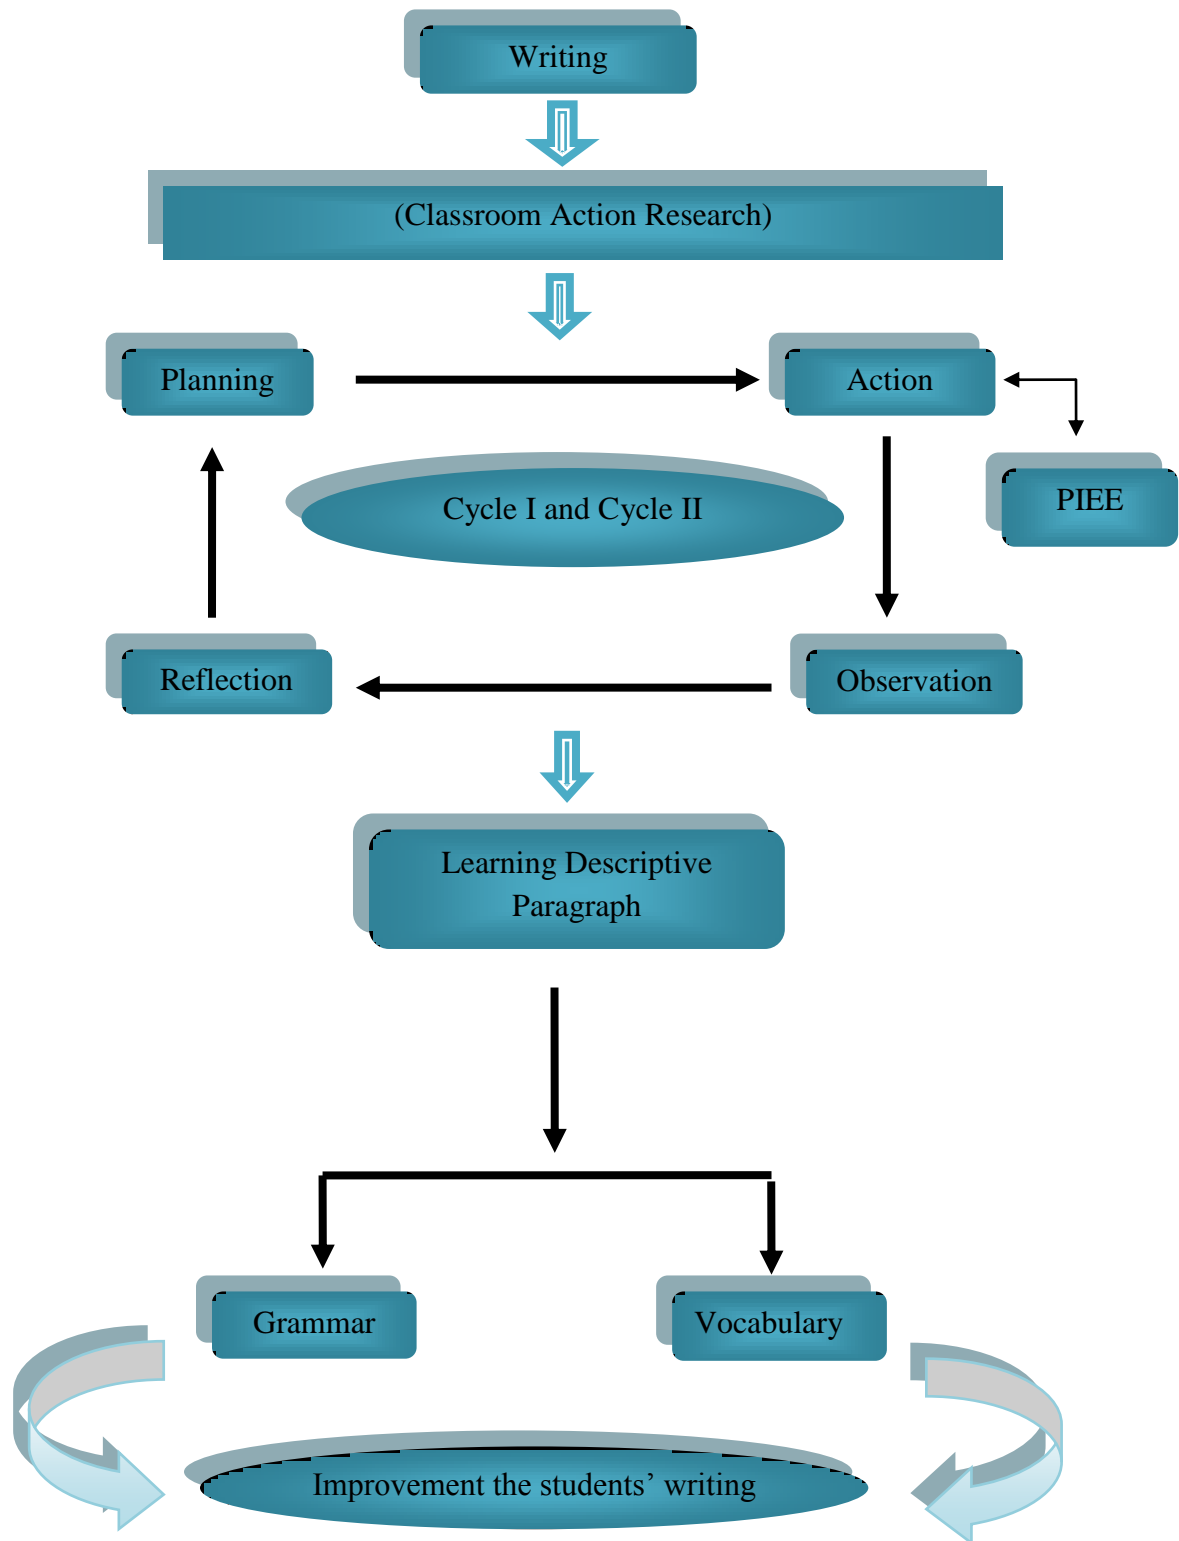 Writing
(Classroom Action Research)
Planning
Action
Cycle I and Cycle II
PIEE
Reflection
Observation
Learning Descriptive
Paragraph
Grammar
Vocabulary
Improvement the students’ writing